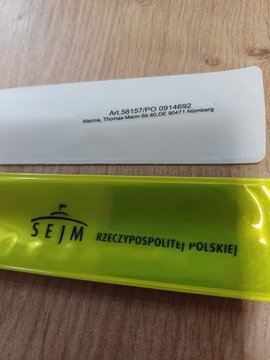 Art.58157/PO 0914692
Macma, Thomas-Mann-Str.60,DE 90471 Nürnberg
SEJM
RZECZYPOSPOLITEJ POLSKIEJ